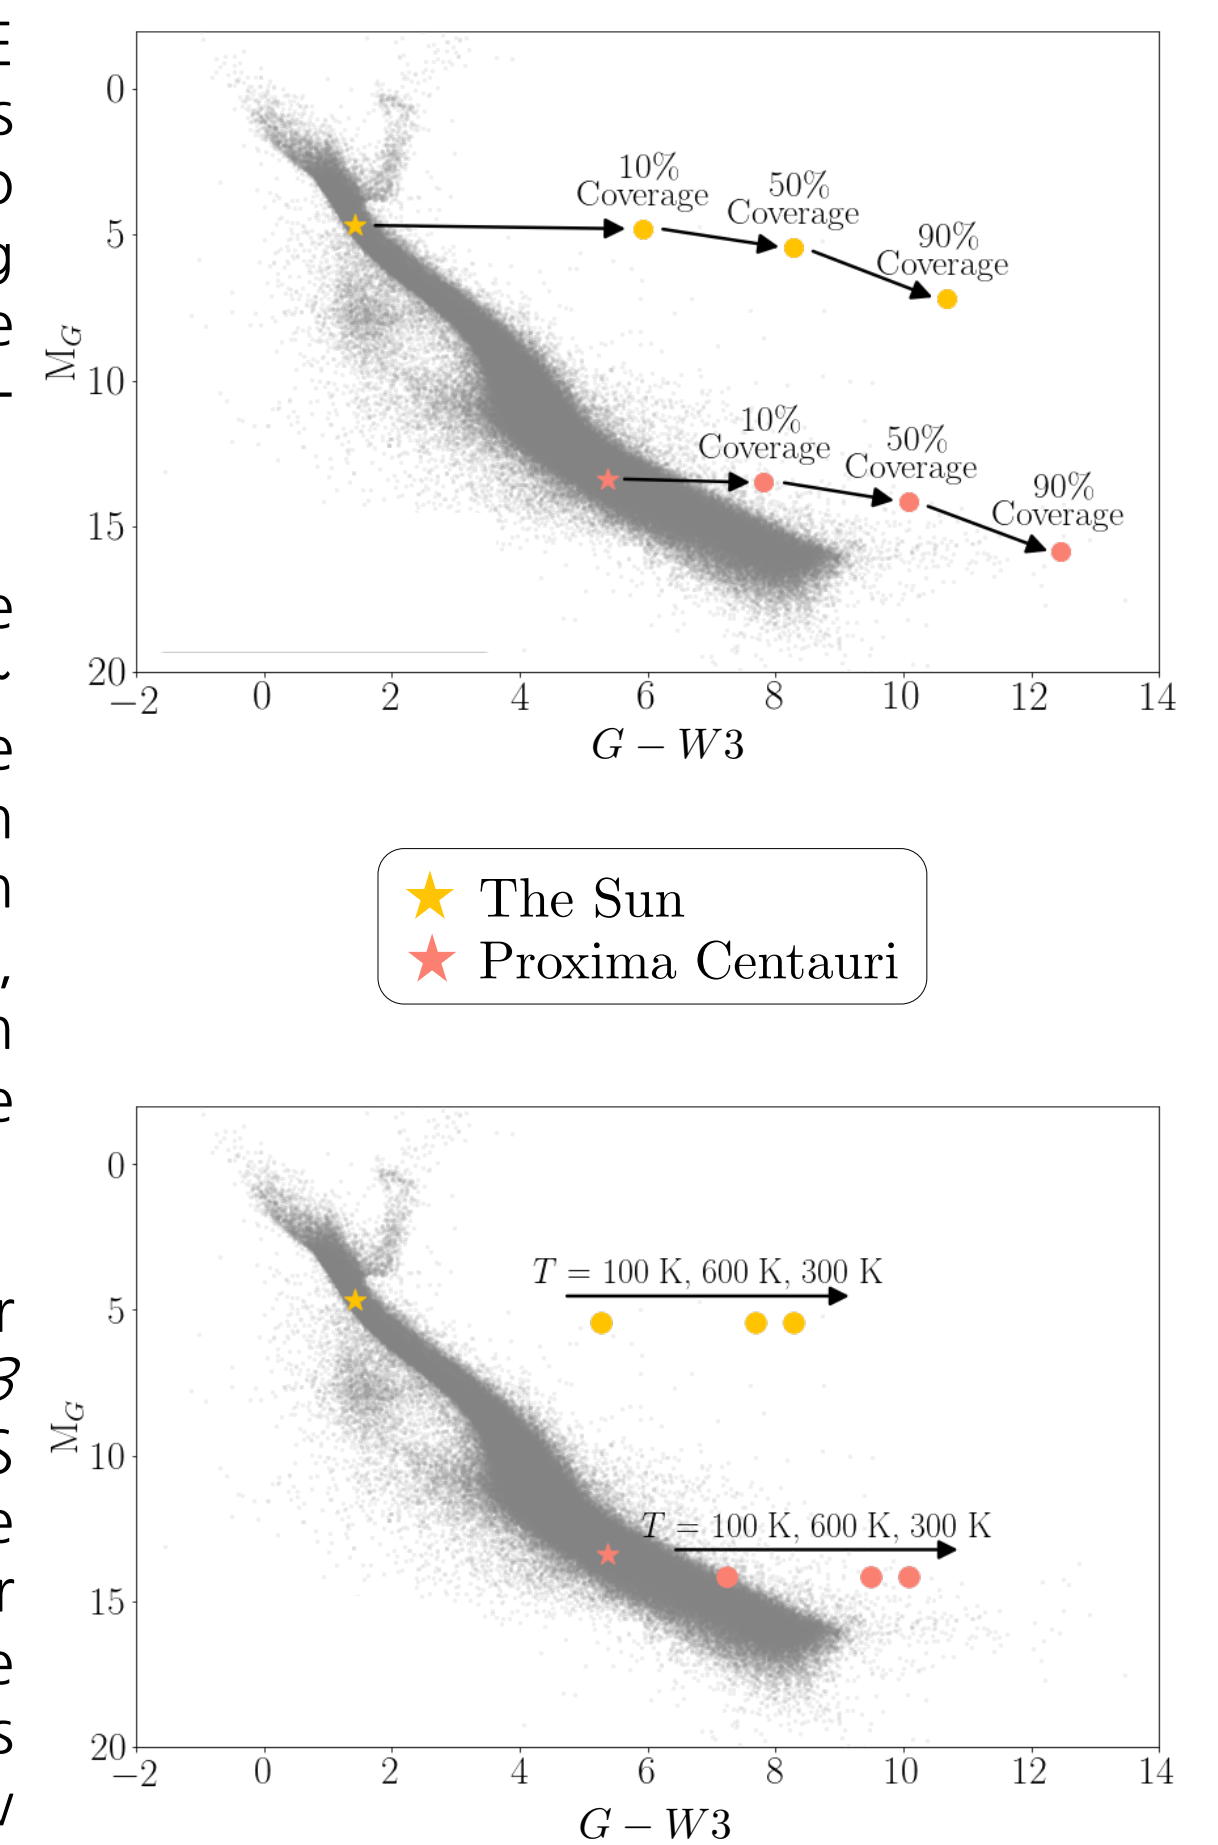 10%
Coverage
50%
Coverage
90%
Coverage
10%
Coverage
50%
Coverage
90%
Coverage
M_G
0
5
10
15
20
−2 0 2 4 6 8 10 12 14
G − W3
The Sun
Proxima Centauri
T = 100 K, 600 K, 300 K
T = 100 K, 600 K, 300 K
M_G
0
5
10
15
20
−2 0 2 4 6 8 10 12 14
G − W3